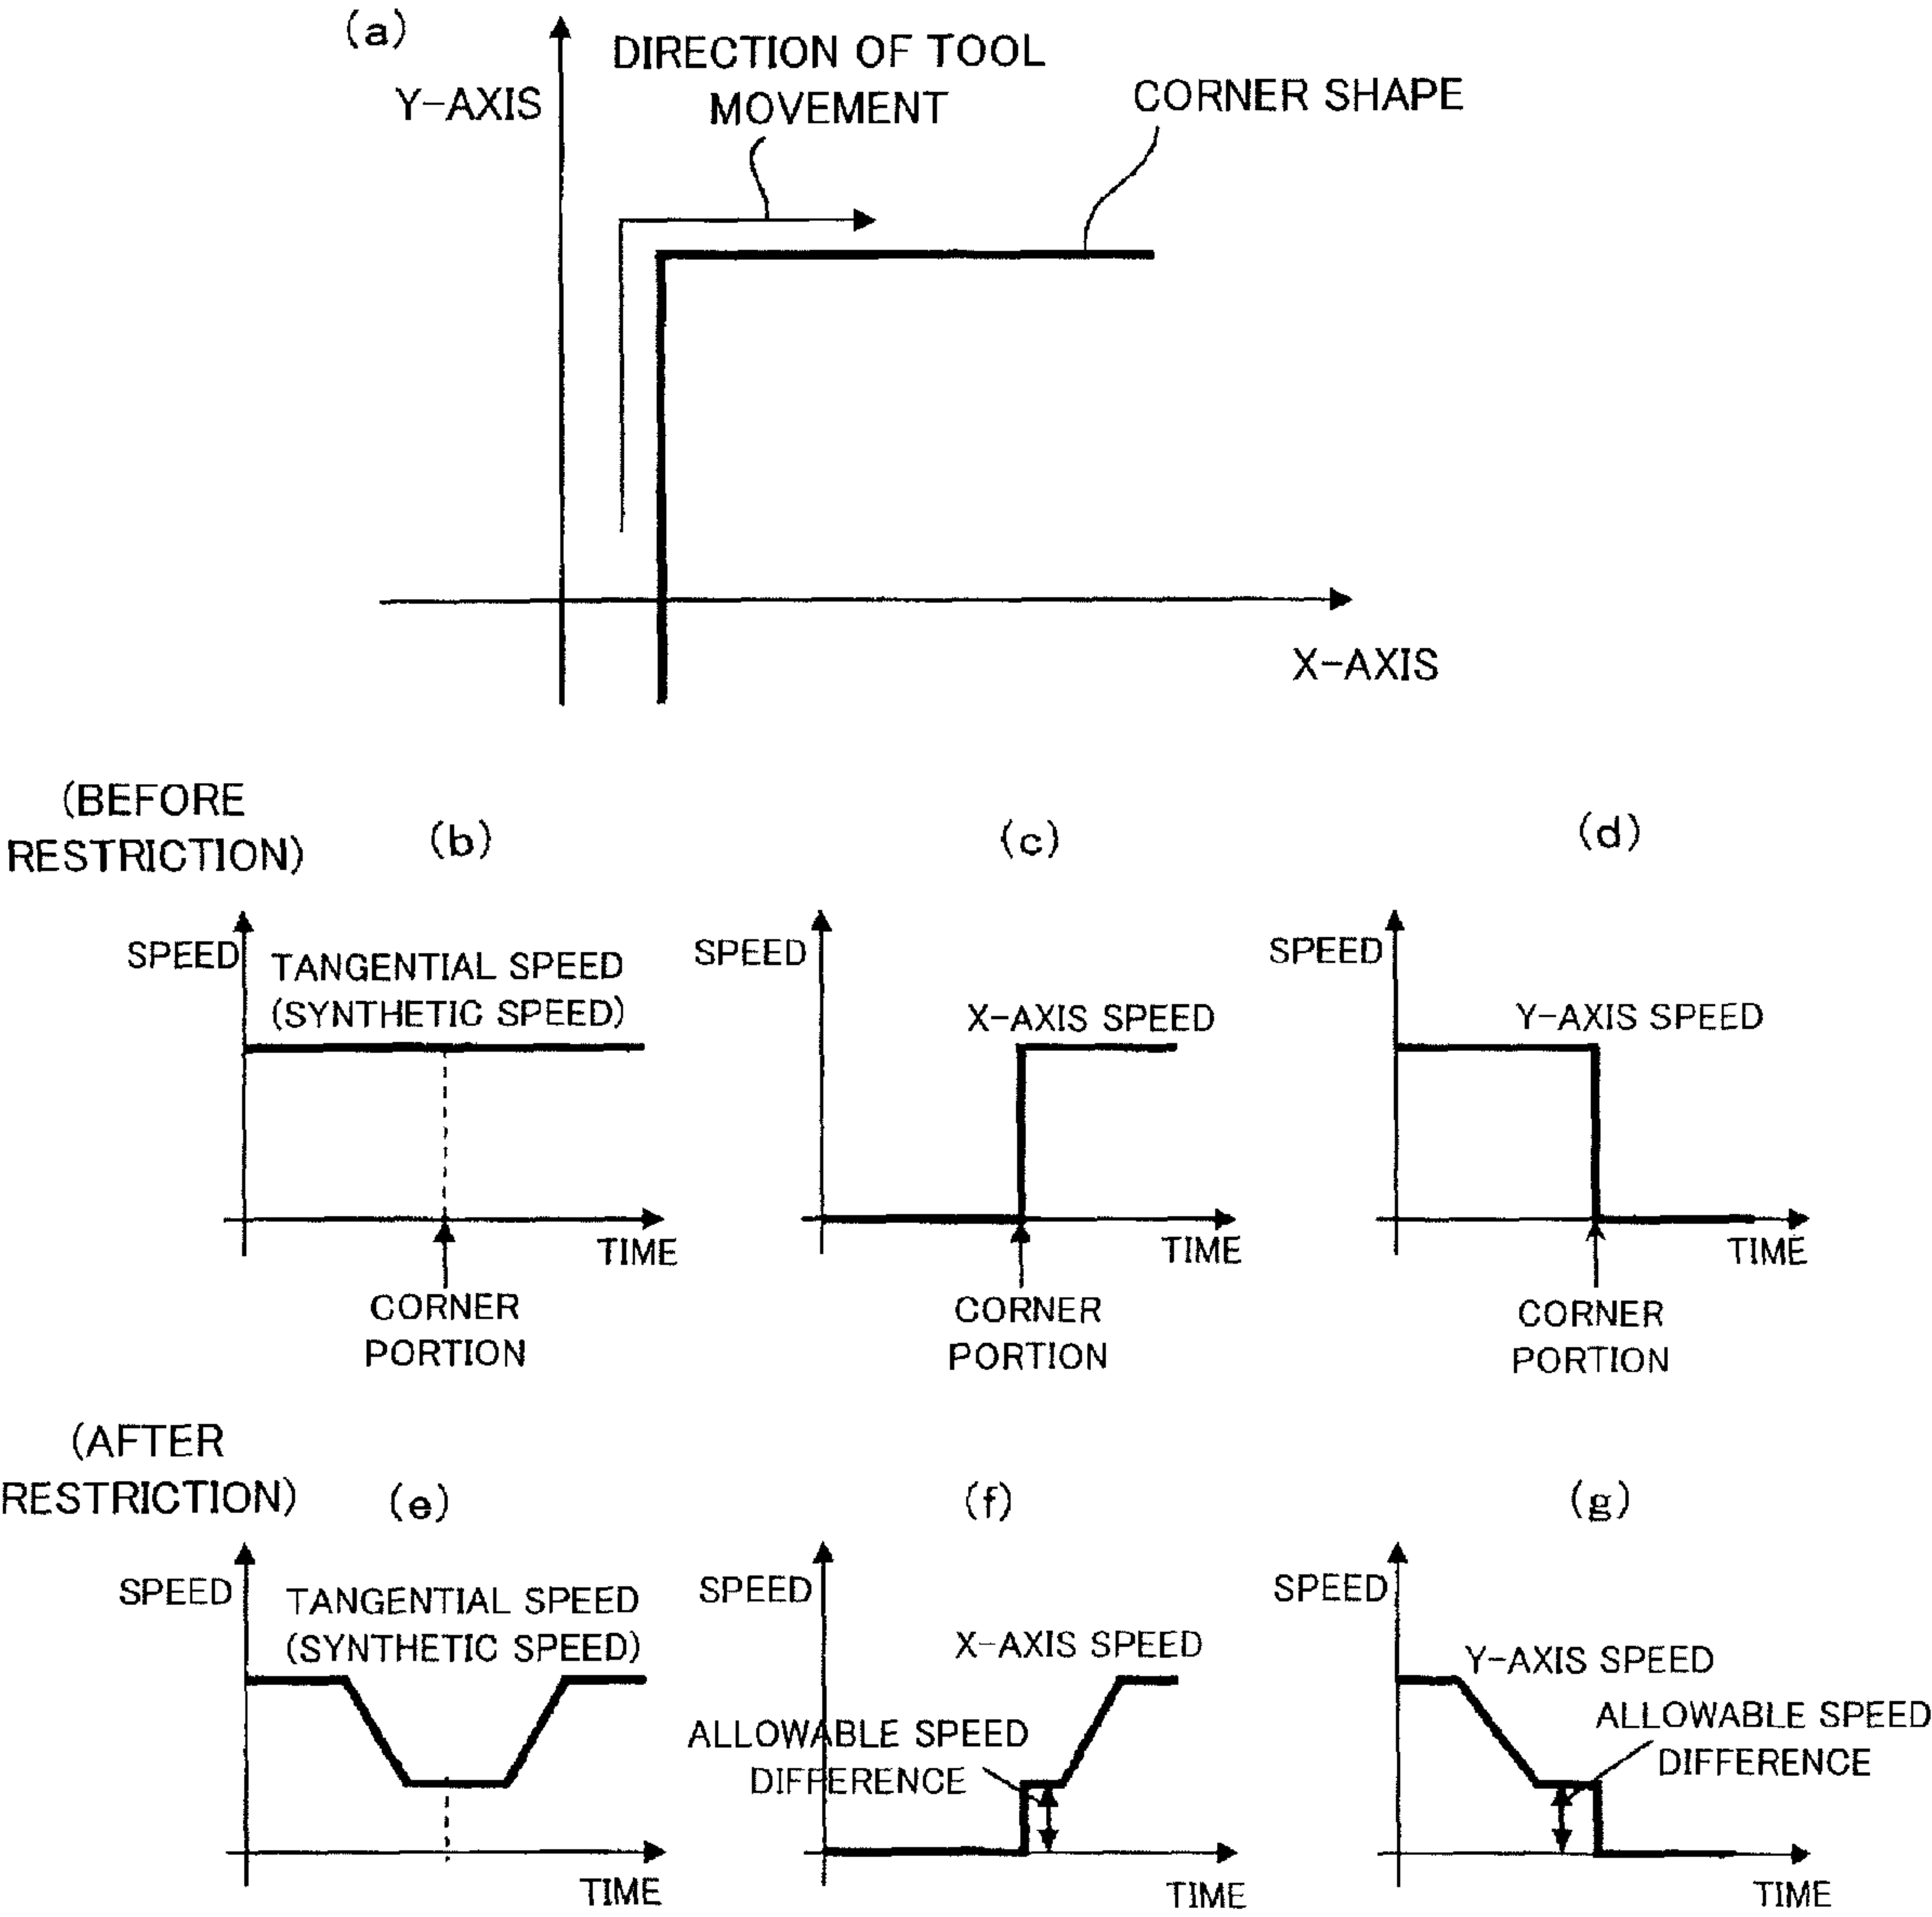 (a)
DIRECTION OF TOOL
MOVEMENT
Y-AXIS
CORNER SHAPE
X-AXIS
(BEFORE
RESTRICTION)
(b)
SPEED
TANGENTIAL SPEED
(SYNTHETIC SPEED)
TIME
CORNER
PORTION
(c)
SPEED
X-AXIS SPEED
TIME
CORNER
PORTION
(d)
SPEED
Y-AXIS SPEED
TIME
CORNER
PORTION
(AFTER
RESTRICTION)
(e)
SPEED
TANGENTIAL SPEED
(SYNTHETIC SPEED)
TIME
(f)
SPEED
X-AXIS SPEED
ALLOWABLE SPEED
DIFFERENCE
TIME
(g)
SPEED
Y-AXIS SPEED
ALLOWABLE SPEED
DIFFERENCE
TIME